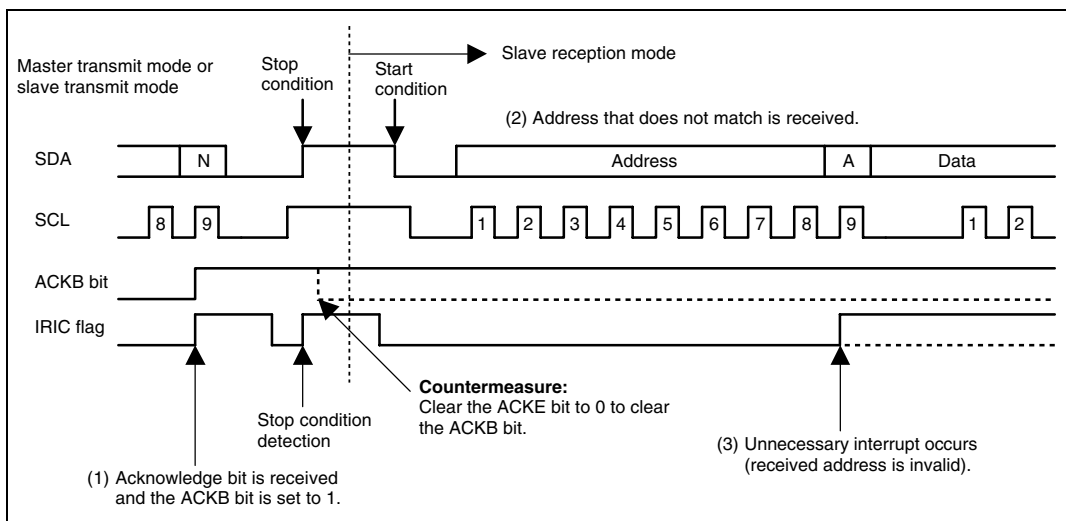 Master transmit mode or
slave transmit mode
Stop
condition
Start
condition
Slave reception mode
(2) Address that does not match is received.
SDA
N
Address
A
Data
SCL
8
9
1
2
3
4
5
6
7
8
9
1
2
ACKB bit
IRIC flag
Countermeasure:
Clear the ACKE bit to 0 to clear
the ACKB bit.
Stop condition
detection
(3) Unnecessary interrupt occurs
(received address is invalid).
(1) Acknowledge bit is received
and the ACKB bit is set to 1.